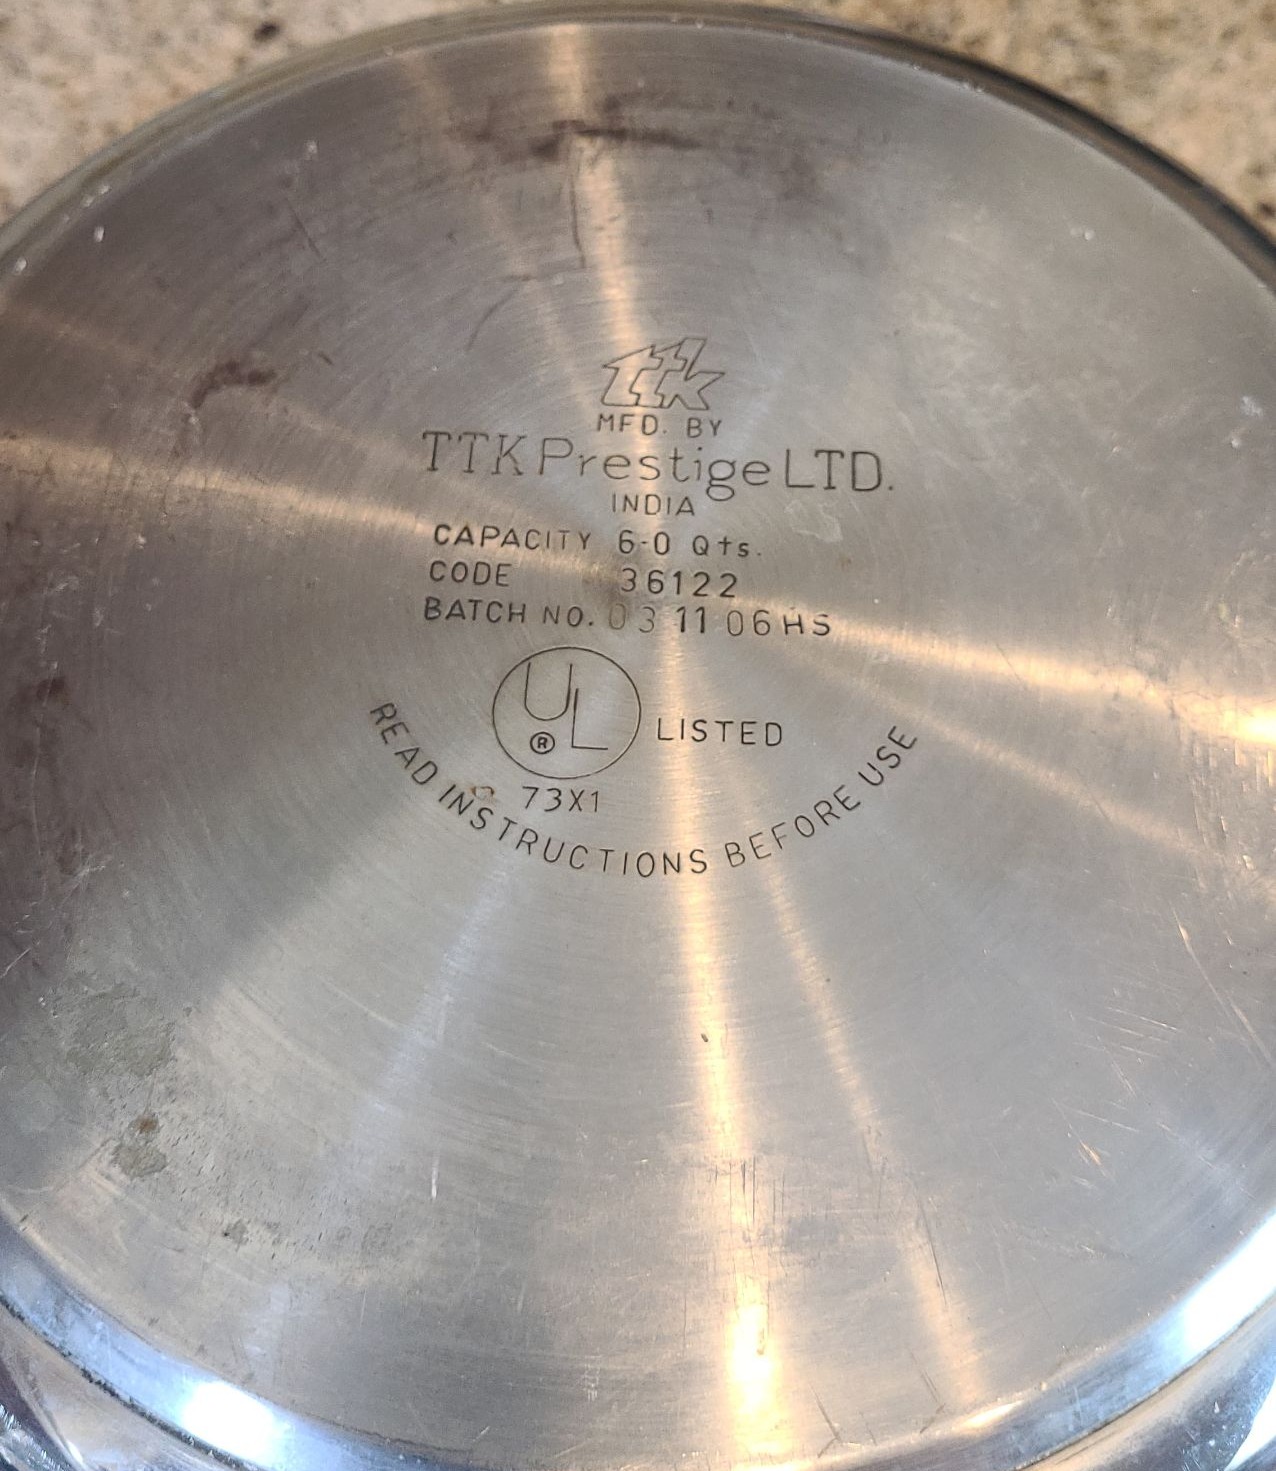 ttk
MFD. BY
TTK Prestige LTD.
INDIA
CAPACITY 6-0 Qts.
CODE 36122
BATCH NO. 03 11 06 HS
UL ® LISTED
73X1
READ INSTRUCTIONS BEFORE USE